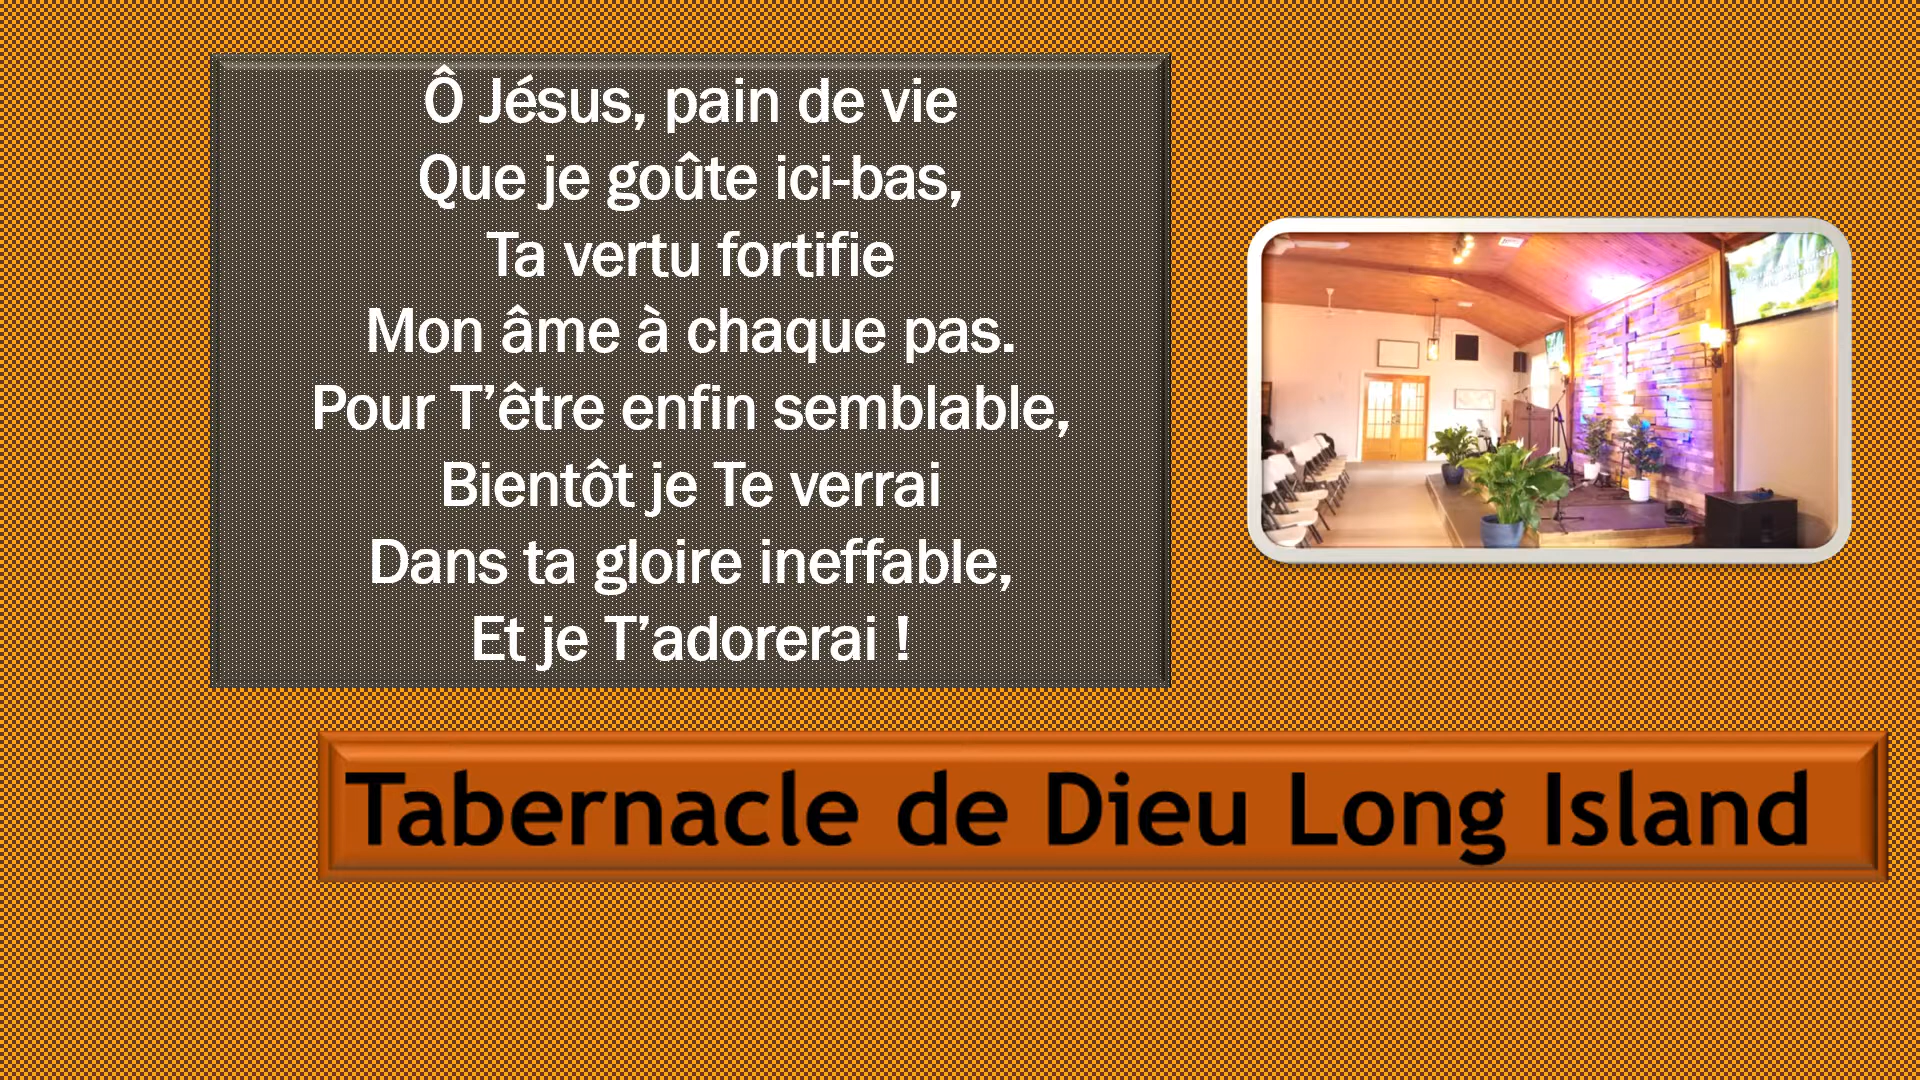 Ô Jésus, pain de vie
Que je goûte ici-bas,
Ta vertu fortifie
Mon âme à chaque pas.
Pour T’être enfin semblable,
Bientôt je Te verrai
Dans ta gloire ineffable,
Et je T’adorerai !
Tabernacle de Dieu Long Island